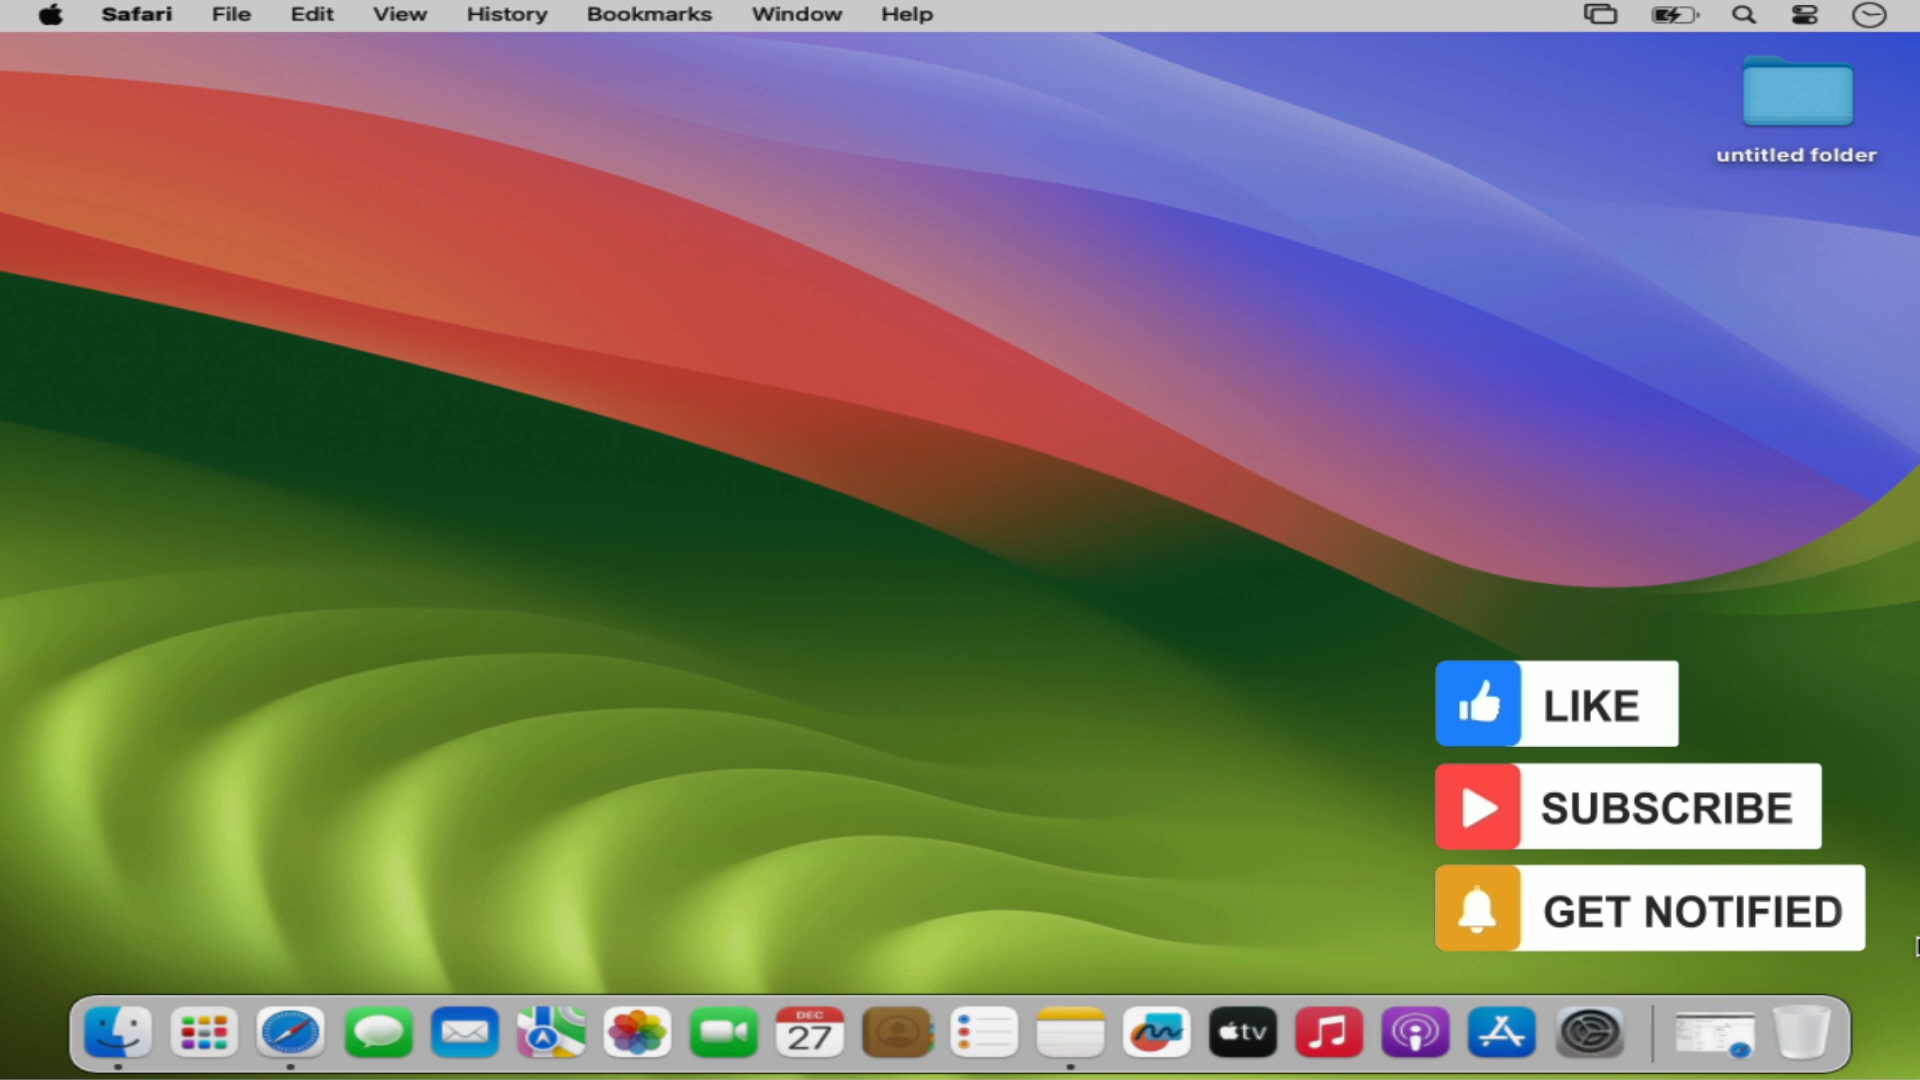 Safari File Edit View History Bookmarks Window Help
untitled folder
LIKE
SUBSCRIBE
GET NOTIFIED
DEC
27
tv